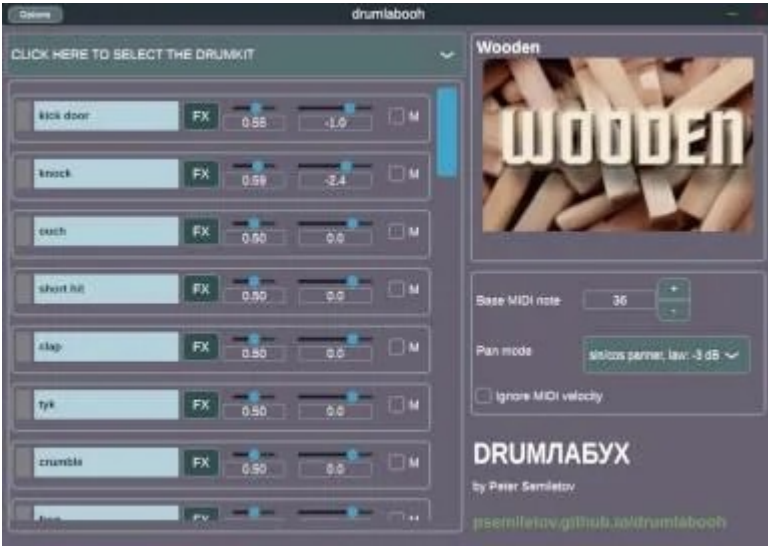 Options
drumlabooh
CLICK HERE TO SELECT THE DRUMKIT
kick door FX 0.55 -1.0 M
knock FX 0.59 -2.4 M
ouch FX 0.50 0.0 M
short hit FX 0.50 0.0 M
clap FX 0.50 0.0 M
tyk FX 0.50 0.0 M
crumble FX 0.50 0.0 M
FX M
Wooden
WOODEN
Base MIDI note 36 + -
Pan mode sin/cos panner, law: -3 dB
Ignore MIDI velocity
DRUMЛАБУХ
by Peter Semiletov
psemiletov.github.io/drumlabooh